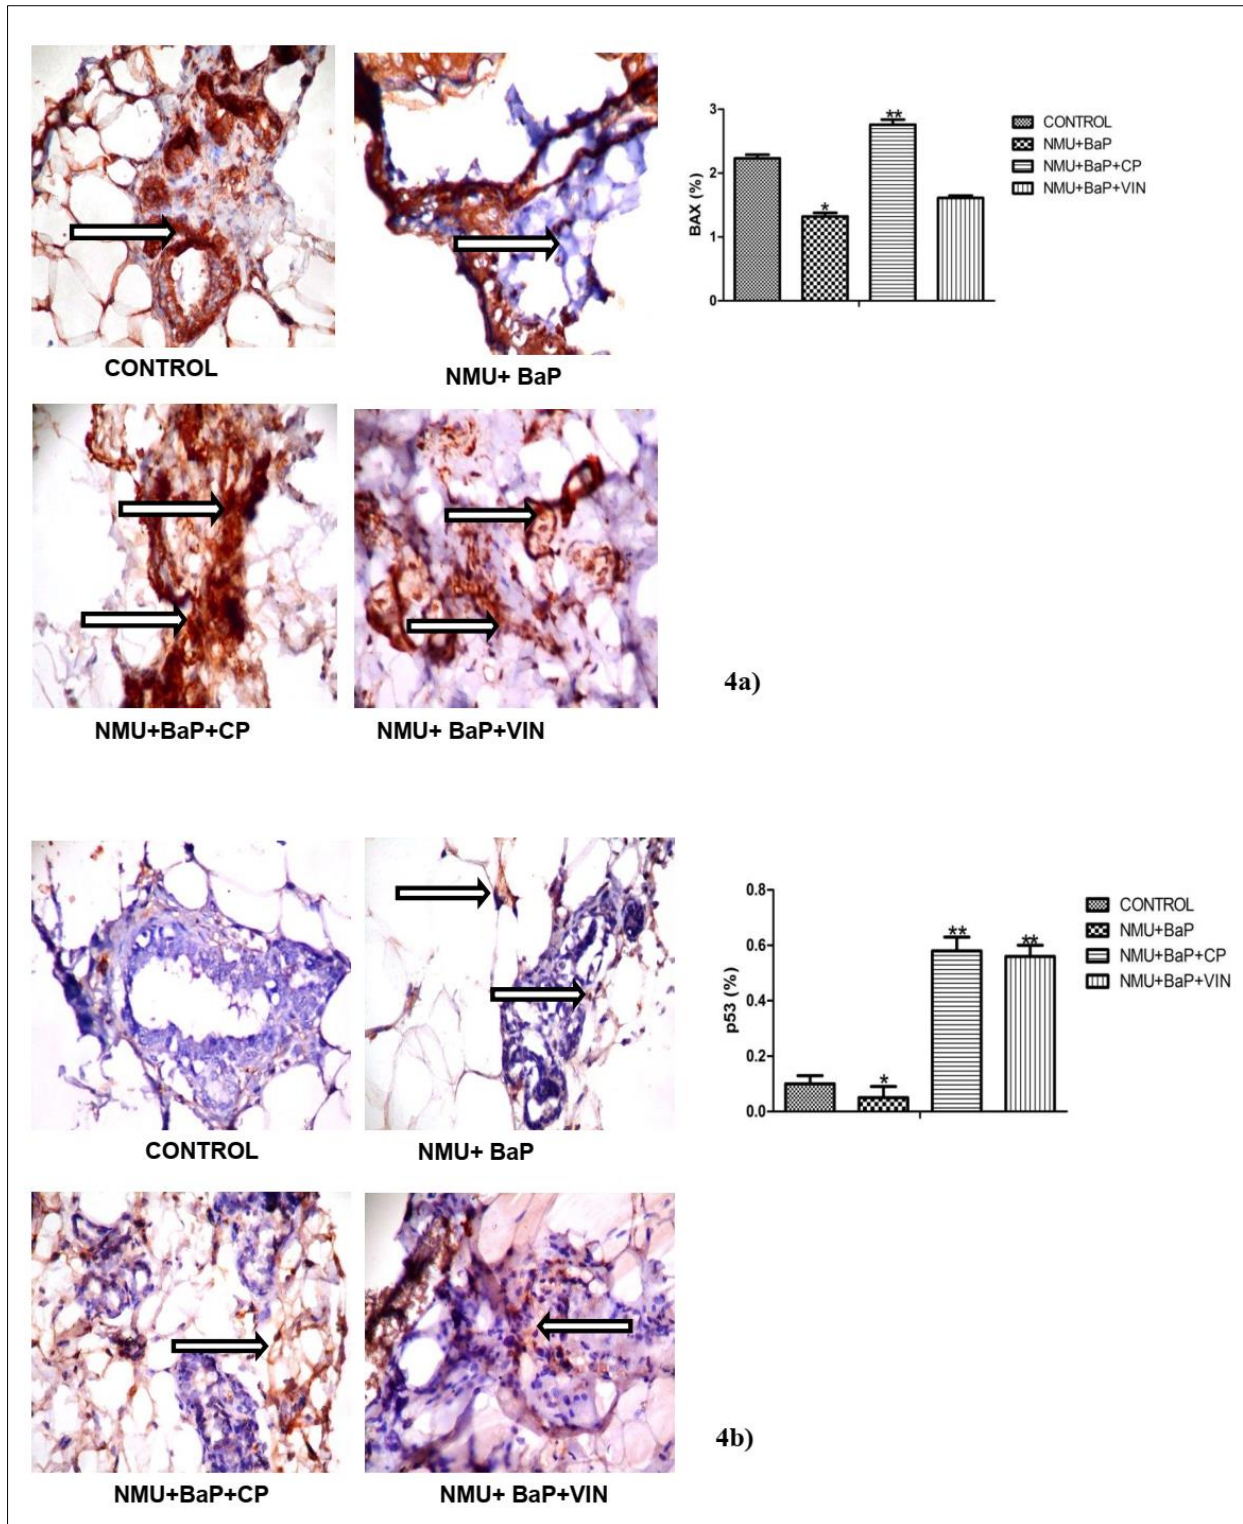 CONTROL
NMU+ BaP
3
2
1
0
BAX (%)
*
**
CONTROL
NMU+BaP
NMU+BaP+CP
NMU+BaP+VIN
NMU+BaP+CP
NMU+ BaP+VIN
4a)
CONTROL
NMU+ BaP
0.8
0.6
0.4
0.2
0.0
p53 (%)
*
**
**
CONTROL
NMU+BaP
NMU+BaP+CP
NMU+BaP+VIN
NMU+BaP+CP
NMU+ BaP+VIN
4b)